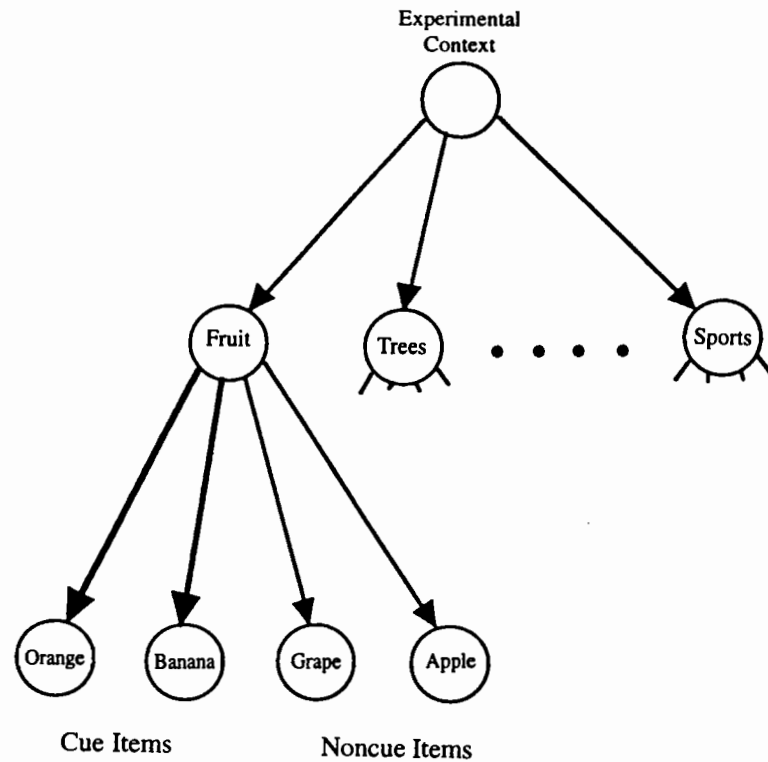 Experimental
Context
Fruit
Trees
Sports
Orange
Banana
Grape
Apple
Cue Items
Noncue Items